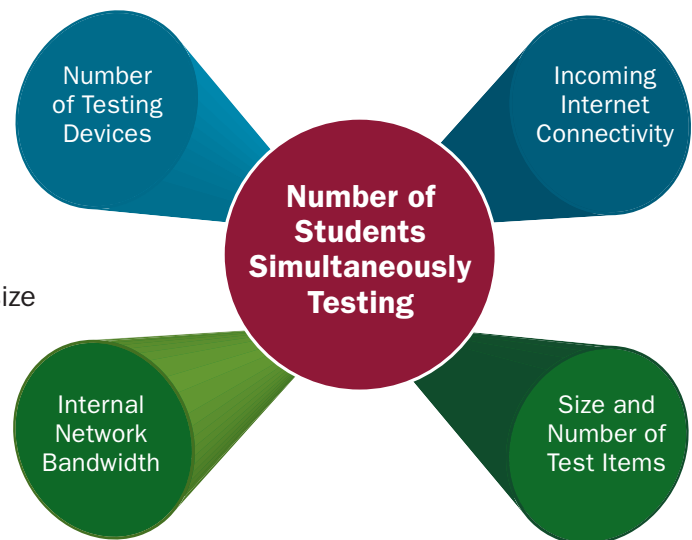 Number
of Testing
Devices
Incoming
Internet
Connectivity
Number of
Students
Simultaneously
Testing
ize
Internal
Network
Bandwidth
Size and
Number of
Test Items